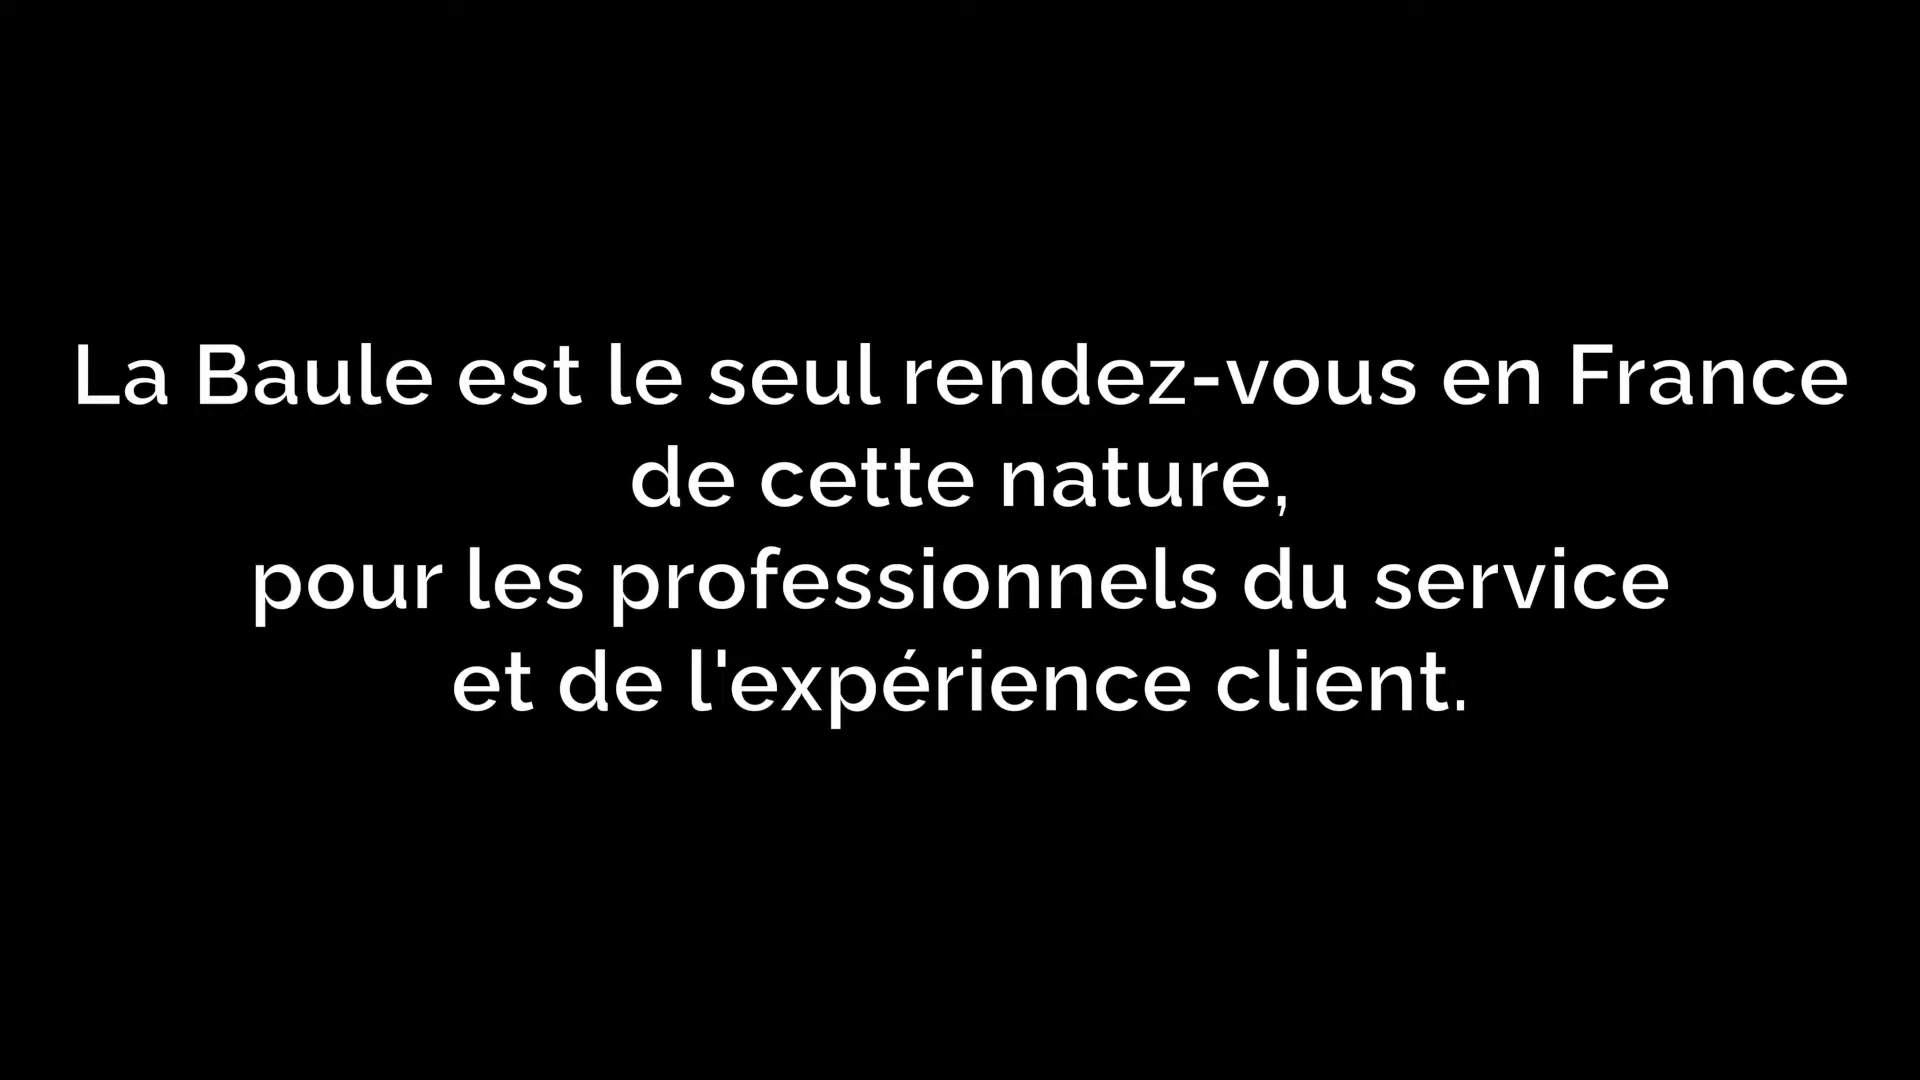 La Baule est le seul rendez-vous en France
de cette nature,
pour les professionnels du service
et de l'expérience client.